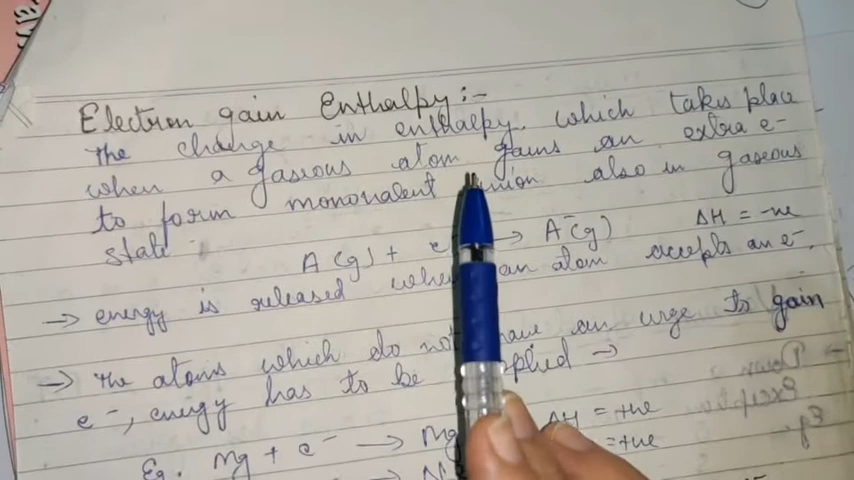 Electron gain Enthalpy :-
The change in enthalpy. which takes place
when a gaseous atom gains an extra e-
to form monovalent also in gaseous
state
A(g) + e → A⁻(g) ΔH = -ve
→ energy is released when an atom accepts an e⁻.
→ The atoms which do not have an urge to gain
e⁻, energy has to be →
Eg. Mg + e⁻ → Mg ΔH = +ve
→ N = +ve